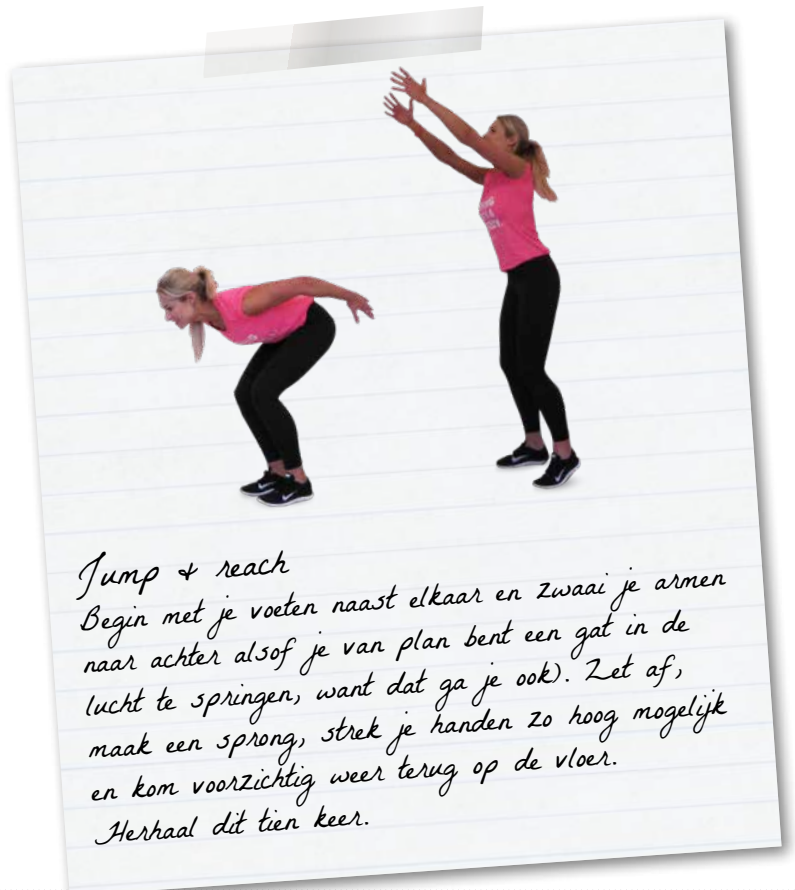 Jump & reach
Begin met je voeten naast elkaar en zwaai je armen
naar achter alsof je van plan bent een gat in de
lucht te springen, want dat ga je ook). Zet af,
maak een sprong, strek je handen zo hoog mogelijk
en kom voorzichtig weer terug op de vloer.
Herhaal dit tien keer.